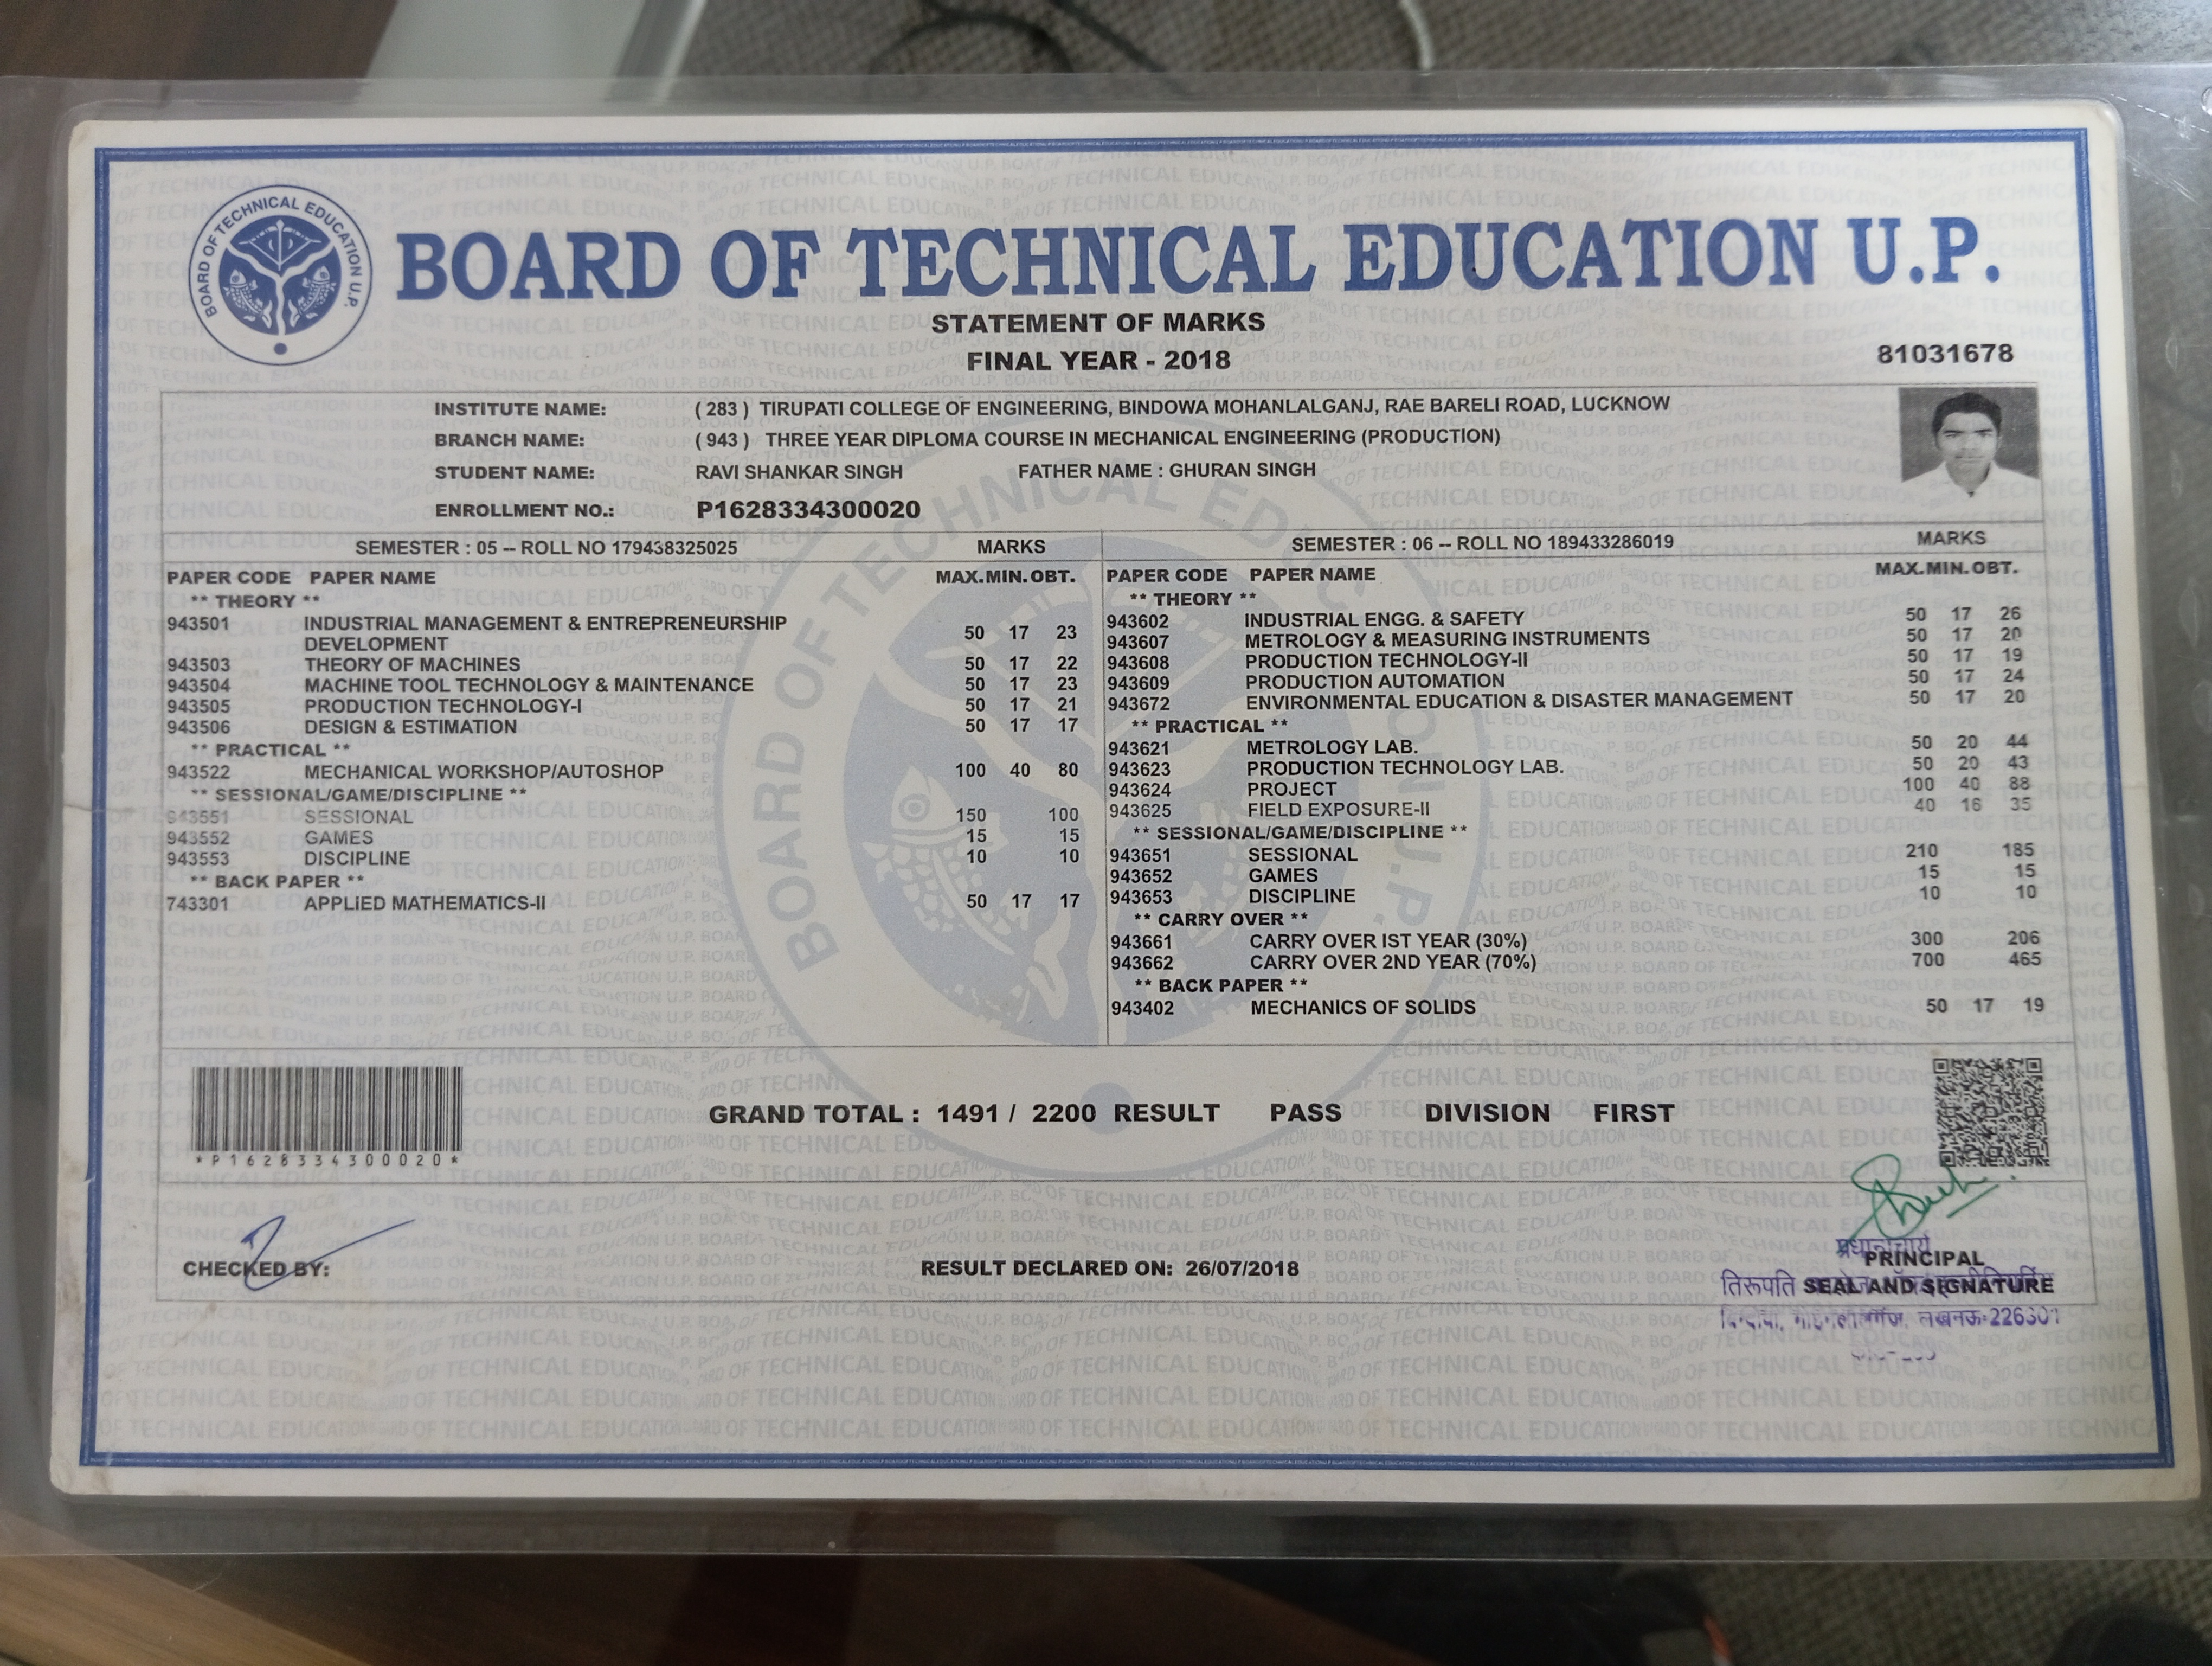 BOARD OF TECHNICAL EDUCATION U.P.
BOARD OF TECHNICAL EDUCATION U.P.
STATEMENT OF MARKS
FINAL YEAR - 2018
81031678
INSTITUTE NAME: ( 283 ) TIRUPATI COLLEGE OF ENGINEERING, BINDOWA MOHANLALGANJ, RAE BARELI ROAD, LUCKNOW
BRANCH NAME: ( 943 ) THREE YEAR DIPLOMA COURSE IN MECHANICAL ENGINEERING (PRODUCTION)
STUDENT NAME: RAVI SHANKAR SINGH FATHER NAME : GHURAN SINGH
ENROLLMENT NO.: P1628334300020
SEMESTER : 05 -- ROLL NO 179438325025 MARKS
PAPER CODE PAPER NAME MAX.MIN.OBT.
** THEORY **
943501 INDUSTRIAL MANAGEMENT & ENTREPRENEURSHIP
DEVELOPMENT 50 17 23
943503 THEORY OF MACHINES 50 17 22
943504 MACHINE TOOL TECHNOLOGY & MAINTENANCE 50 17 23
943505 PRODUCTION TECHNOLOGY-I 50 17 21
943506 DESIGN & ESTIMATION 50 17 17
** PRACTICAL **
943522 MECHANICAL WORKSHOP/AUTOSHOP 100 40 80
** SESSIONAL/GAME/DISCIPLINE **
943551 SESSIONAL 150 100
943552 GAMES 15 15
943553 DISCIPLINE 10 10
** BACK PAPER **
743301 APPLIED MATHEMATICS-II 50 17 17
SEMESTER : 06 -- ROLL NO 189433286019 MARKS
PAPER CODE PAPER NAME MAX.MIN.OBT.
** THEORY **
943602 INDUSTRIAL ENGG. & SAFETY 50 17 26
943607 METROLOGY & MEASURING INSTRUMENTS 50 17 20
943608 PRODUCTION TECHNOLOGY-II 50 17 19
943609 PRODUCTION AUTOMATION 50 17 24
943672 ENVIRONMENTAL EDUCATION & DISASTER MANAGEMENT 50 17 20
** PRACTICAL **
943621 METROLOGY LAB. 50 20 44
943623 PRODUCTION TECHNOLOGY LAB. 50 20 43
943624 PROJECT 100 40 88
943625 FIELD EXPOSURE-II 40 16 35
** SESSIONAL/GAME/DISCIPLINE **
943651 SESSIONAL 210 185
943652 GAMES 15 15
943653 DISCIPLINE 10 10
** CARRY OVER **
943661 CARRY OVER IST YEAR (30%) 300 206
943662 CARRY OVER 2ND YEAR (70%) 700 465
** BACK PAPER **
943402 MECHANICS OF SOLIDS 50 17 19
GRAND TOTAL : 1491 / 2200 RESULT PASS DIVISION FIRST
*P1628334300020*
CHECKED BY:
RESULT DECLARED ON: 26/07/2018
प्रधानाचार्य
PRINCIPAL
तिरूपति
SEAL AND SIGNATURE
लखनऊ-226301